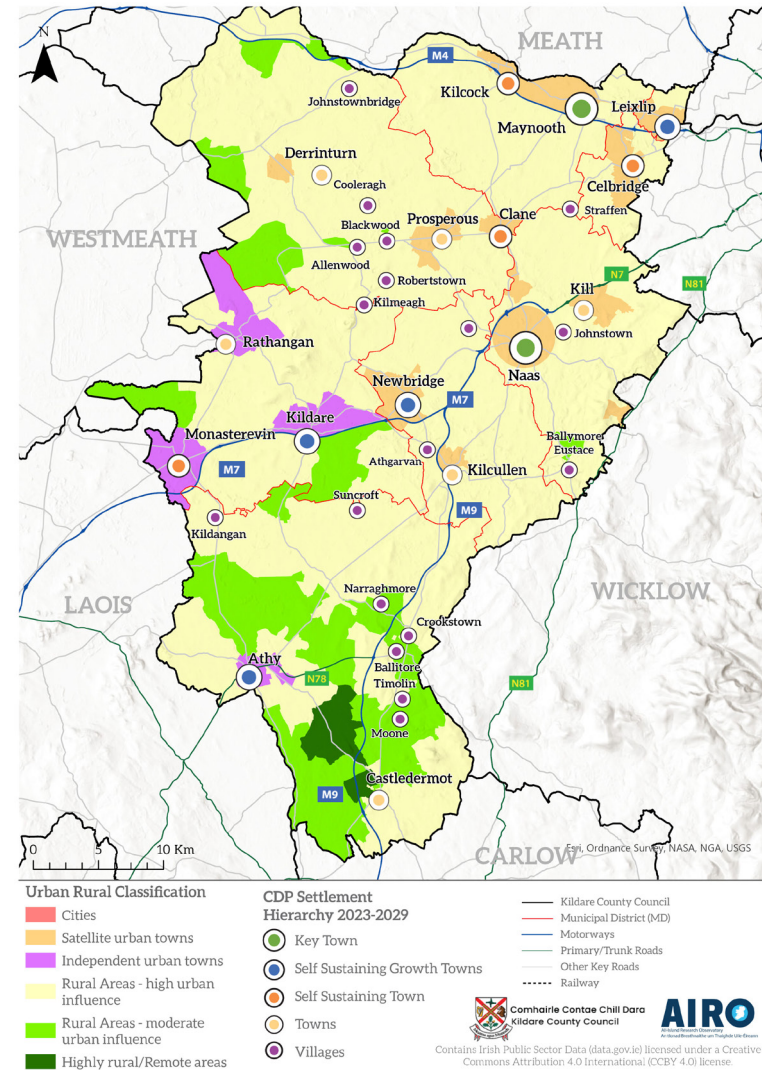 N
MEATH
M4
Kilcock
Leixlip
Johnstownbridge
Maynooth
Derrinturn
Cooleragh
Celbridge
Straffen
Blackwood
Prosperous
Clane
WESTMEATH
Allenwood
Robertstown
N7
N81
Kill
Kilmeagh
Johnstown
Rathangan
Naas
Newbridge
M7
Kildare
Monasterevin
Athgarvan
Ballymore
Eustace
Kilcullen
M7
Suncroft
M9
Kildangan
Narraghmore
WICKLOW
LAOIS
Crookstown
Athy
Ballitore
N78
Timolin
N81
Moone
Castledermot
M9
0 5 10 Km
CARLOW
Esri, Ordnance Survey, NASA, NGA, USGS
Urban Rural Classification
Cities
Satellite urban towns
Independent urban towns
Rural Areas - high urban
influence
Rural Areas - moderate
urban influence
Highly rural/Remote areas
CDP Settlement
Hierarchy 2023-2029
Key Town
Self Sustaining Growth Towns
Self Sustaining Town
Towns
Villages
Kildare County Council
Municipal District (MD)
Motorways
Primary/Trunk Roads
Other Key Roads
Railway
Comhairle Contae Chill Dara
Kildare County Council
AIRO
All-Island Research Observatory
Contains Irish Public Sector Data (data.gov.ie) licensed under a Creative
Commons Attribution 4.0 International (CCBY 4.0) license.